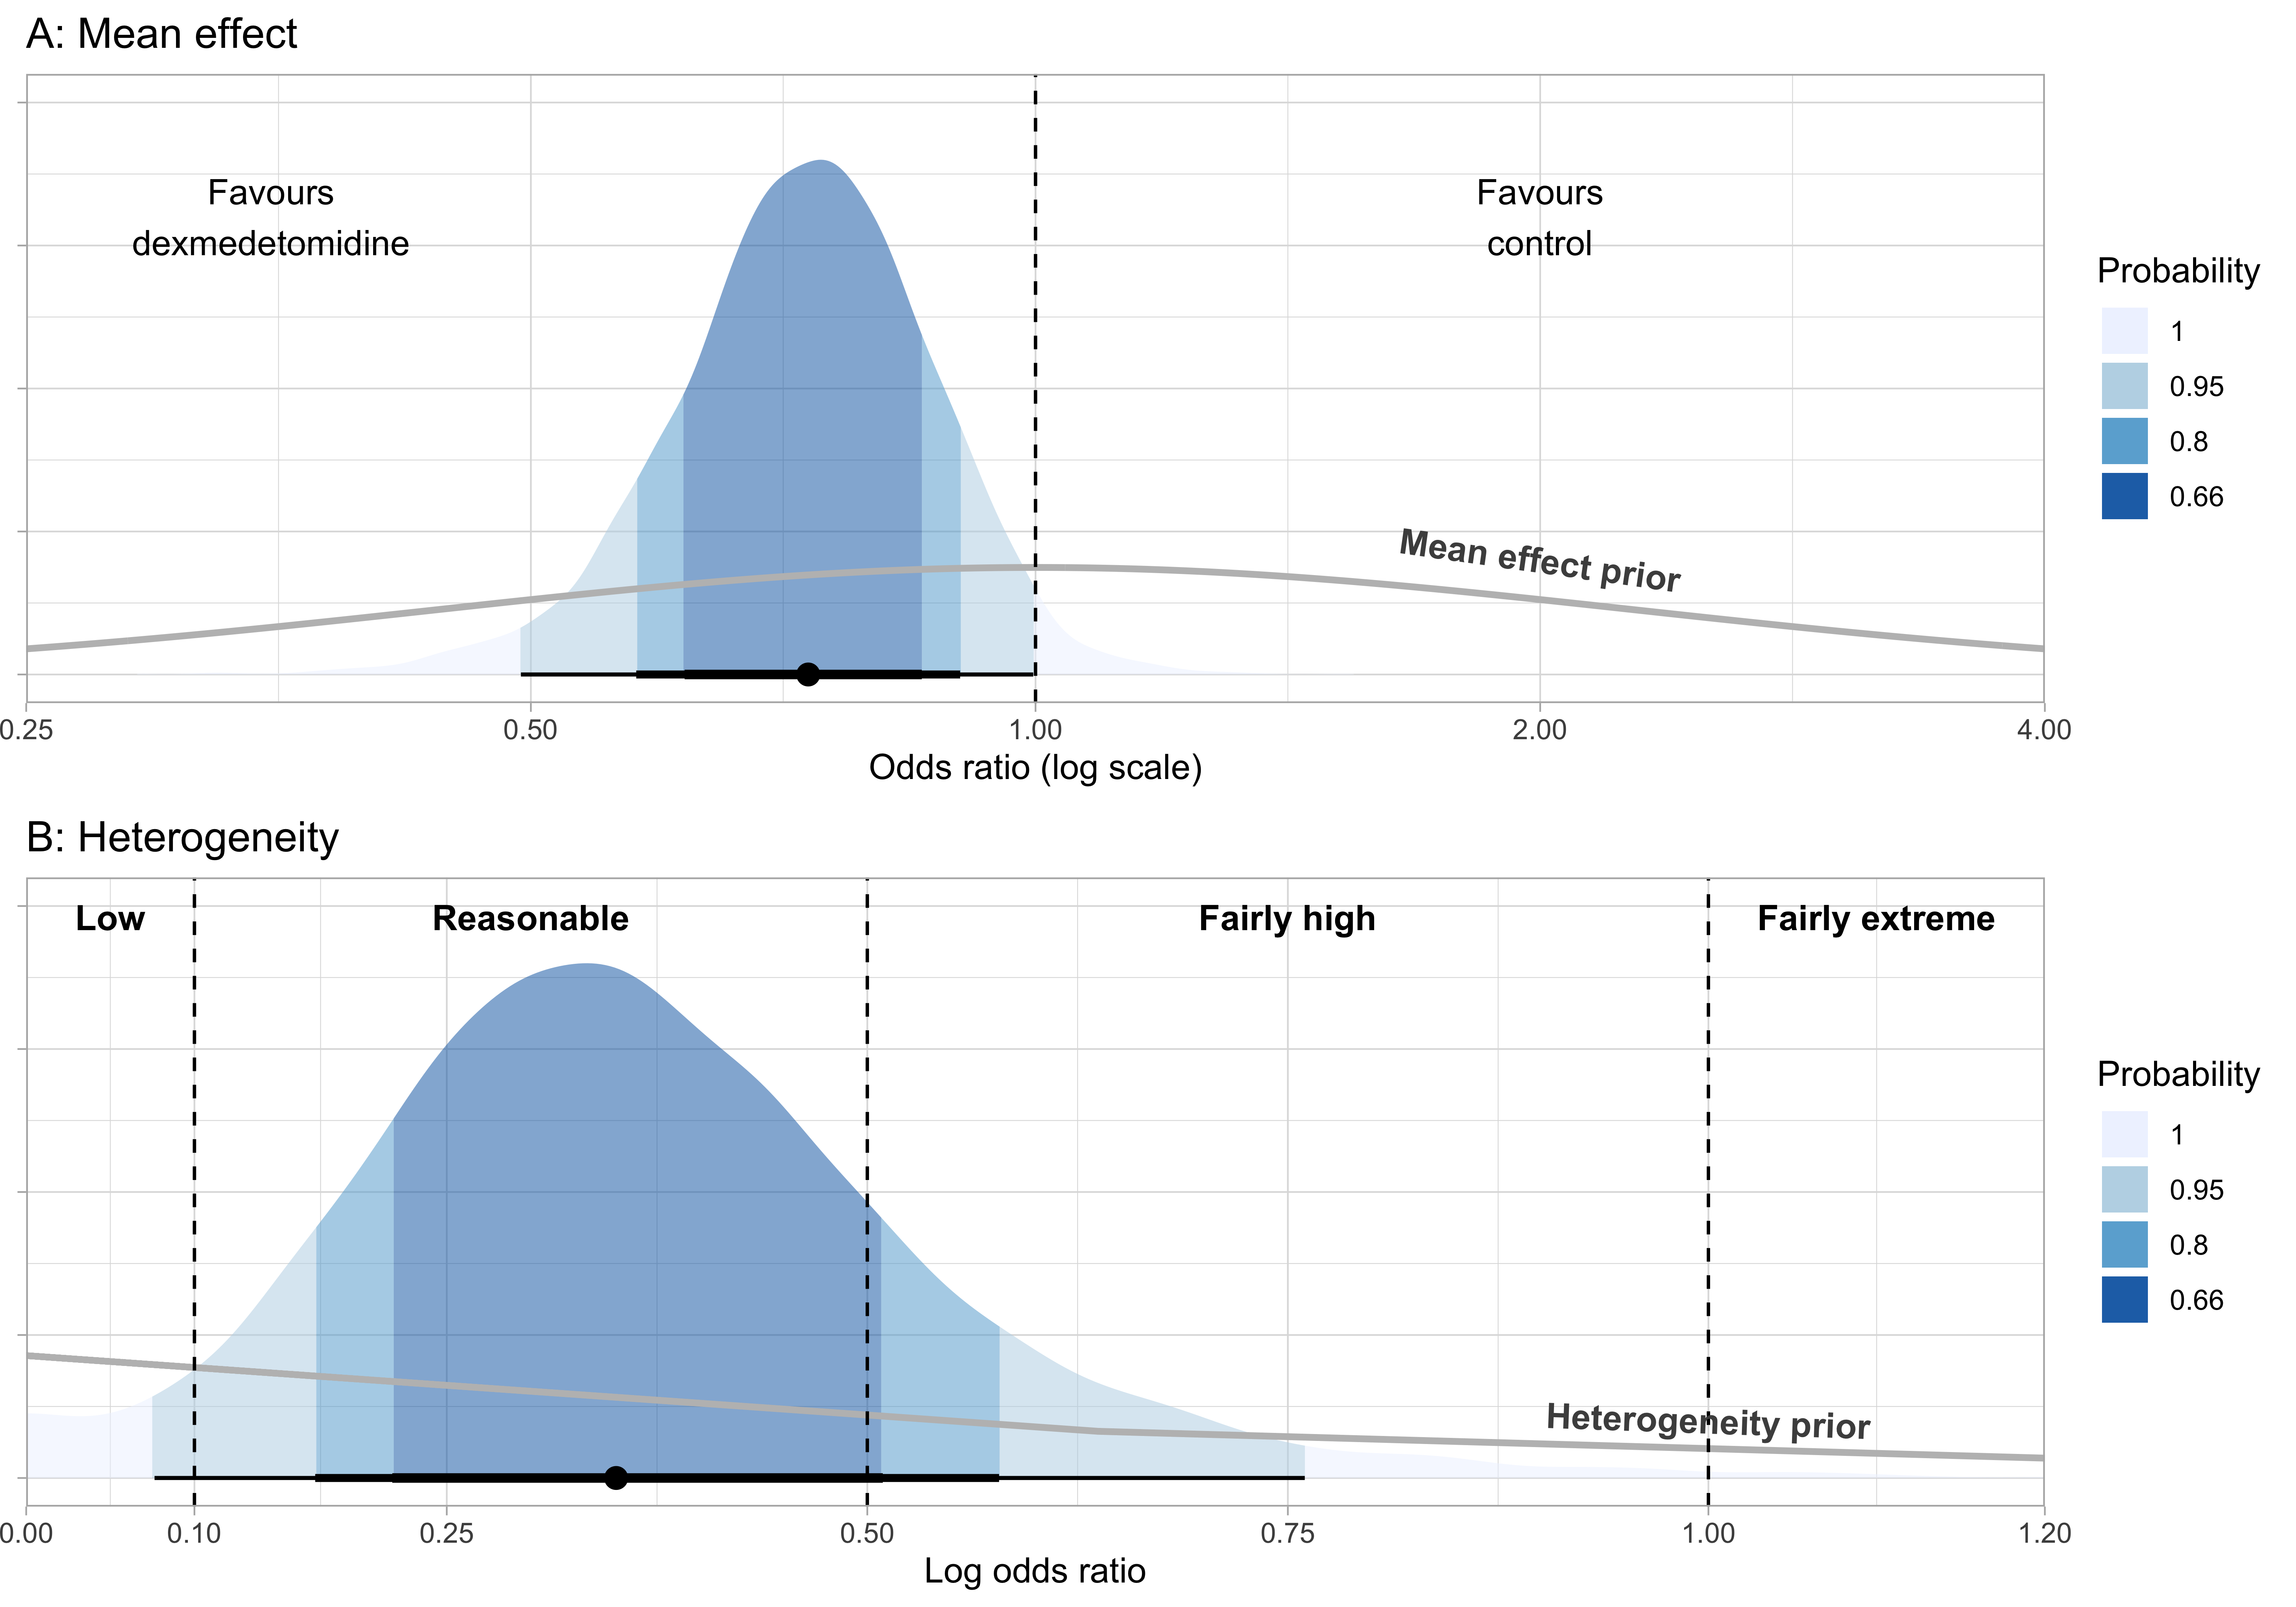 A: Mean effect
Favours
dexmedetomidine
Favours
control
Mean effect prior
Probability
1
0.95
0.8
0.66
0.25 0.50 1.00 2.00 4.00
Odds ratio (log scale)
B: Heterogeneity
Low Reasonable Fairly high Fairly extreme
Heterogeneity prior
Probability
1
0.95
0.8
0.66
0.00 0.10 0.25 0.50 0.75 1.00 1.20
Log odds ratio